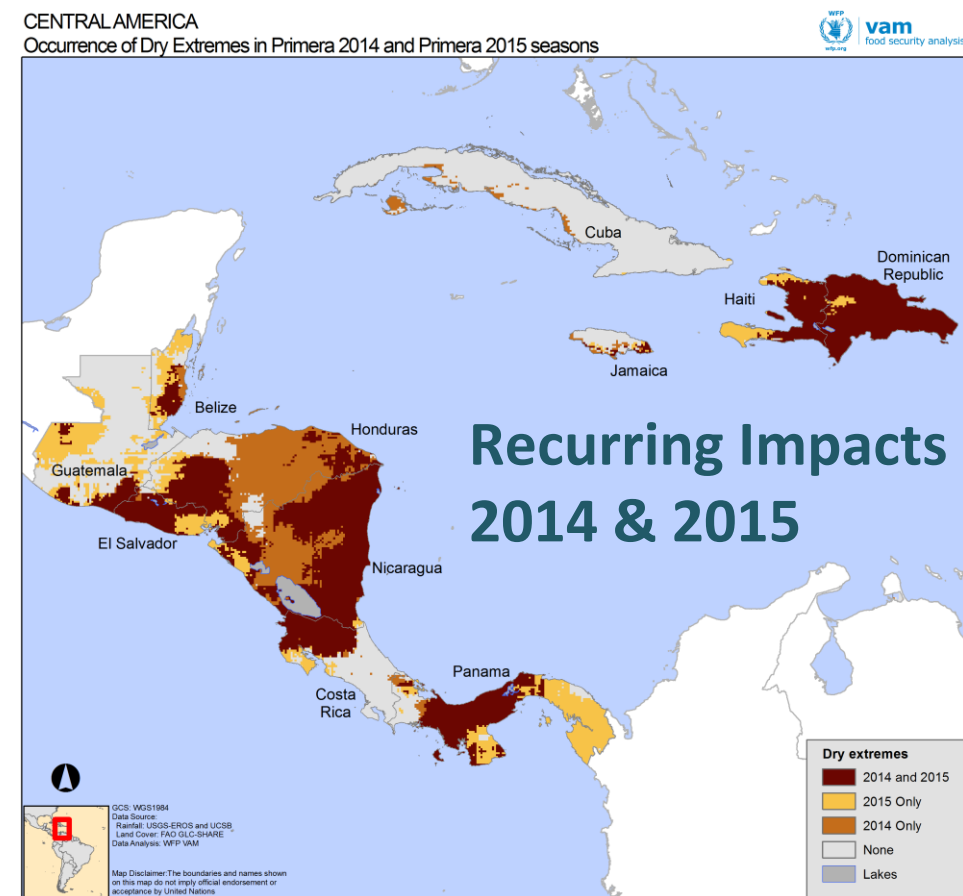 CENTRAL AMERICA
Occurrence of Dry Extremes in Primera 2014 and Primera 2015 seasons
WFP
wfp.org
vam
food security analysis
Cuba
Dominican
Republic
Haiti
Jamaica
Belize
Honduras
Guatemala
Recurring Impacts
2014 & 2015
El Salvador
Nicaragua
Panama
Costa
Rica
Dry extremes
2014 and 2015
2015 Only
2014 Only
None
Lakes
GCS: WGS1984
Data Source:
Rainfall: USGS-EROS and UCSB
Land Cover: FAO GLC-SHARE
Data Analysis: WFP VAM
Map Disclaimer:The boundaries and names shown
on this map do not imply official endorsement or
acceptance by United Nations